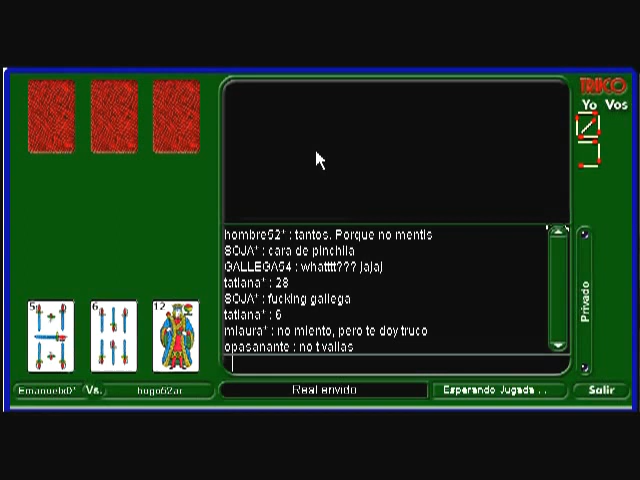 TRUCO
Yo Vos
hombre52* : tantos. Porque no mentis
SOJA* : cara de pinchila
GALLEGA54 : whatttt??? jajaj
tatiana* : 28
SOJA* : fucking gallega
tatiana* : 6
miaura* : no miento, pero te doy truco
opasanante : no t vallas
Privado
5
6
12
Vs.
hugo52ar
Real envido
Esperando Jugada . .
Salir